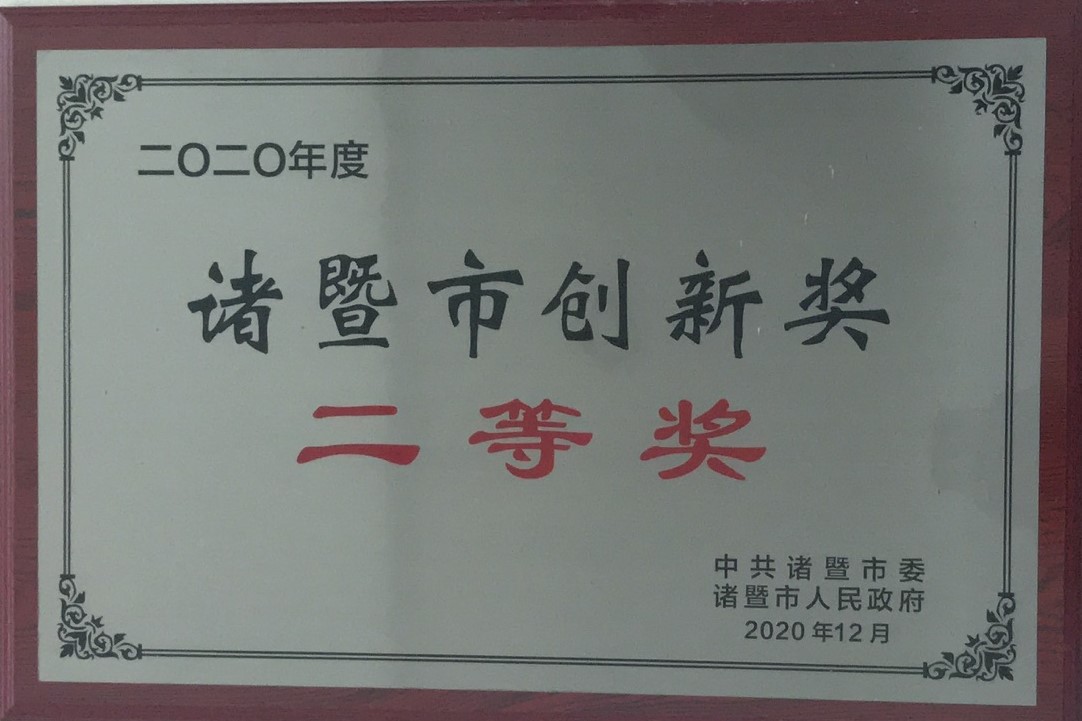 二〇二〇年度
诸暨市创新奖
二等奖
中共诸暨市委
诸暨市人民政府
2020年12月